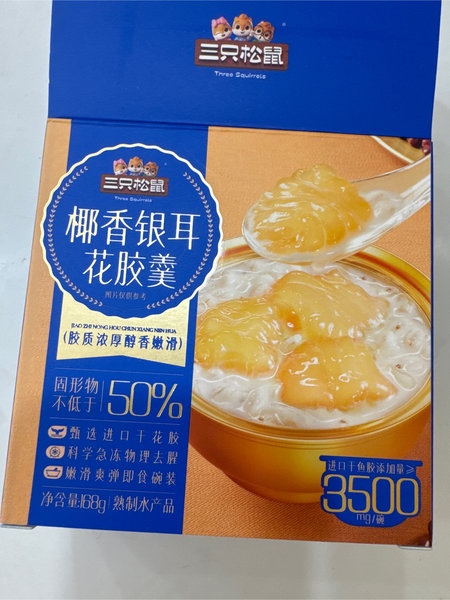 三只松鼠
Three Squirrels
三只松鼠
Three Squirrels
椰香银耳
花胶羹
图片仅供参考
JIAO ZHI NONG HOU CHUN XIANG NEN HUA
(胶质浓厚醇香嫩滑)
固形物
不低于 50%
甄选进口干花胶
科学急冻物理去腥
嫩滑爽弹即食碗装
净含量:168g / 熟制水产品
进口干鱼胶添加量≥
3500
mg/碗